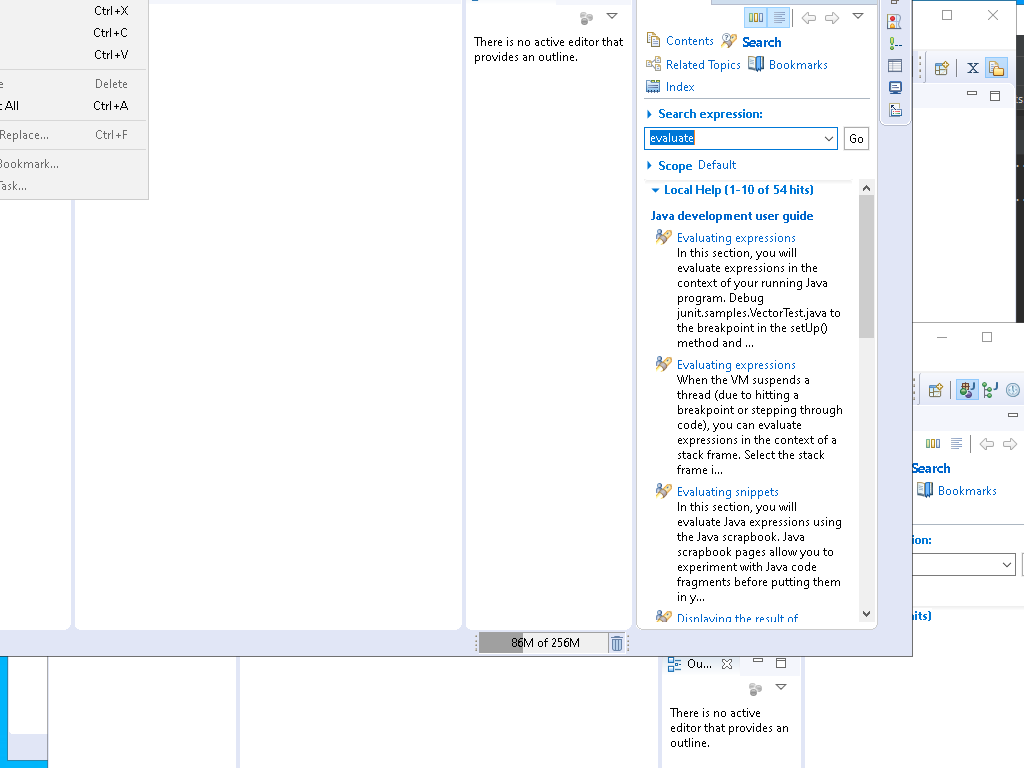 Ctrl+X
Ctrl+C
Ctrl+V
e Delete
All Ctrl+A
Replace... Ctrl+F
Bookmark...
Task...
There is no active editor that
provides an outline.
Contents Search
Related Topics Bookmarks
Index
Search expression:
evaluate Go
Scope Default
Local Help (1-10 of 54 hits)
Java development user guide
Evaluating expressions
In this section, you will
evaluate expressions in the
context of your running Java
program. Debug
junit.samples.VectorTest.java to
the breakpoint in the setUp()
method and ...
Evaluating expressions
When the VM suspends a
thread (due to hitting a
breakpoint or stepping through
code), you can evaluate
expressions in the context of a
stack frame. Select the stack
frame i...
Evaluating snippets
In this section, you will
evaluate Java expressions using
the Java scrapbook. Java
scrapbook pages allow you to
experiment with Java code
fragments before putting them
in y...
Displaying the result of
86M of 256M
Search
Bookmarks
ion:
hits)
Ou...
There is no active
editor that provides an
outline.